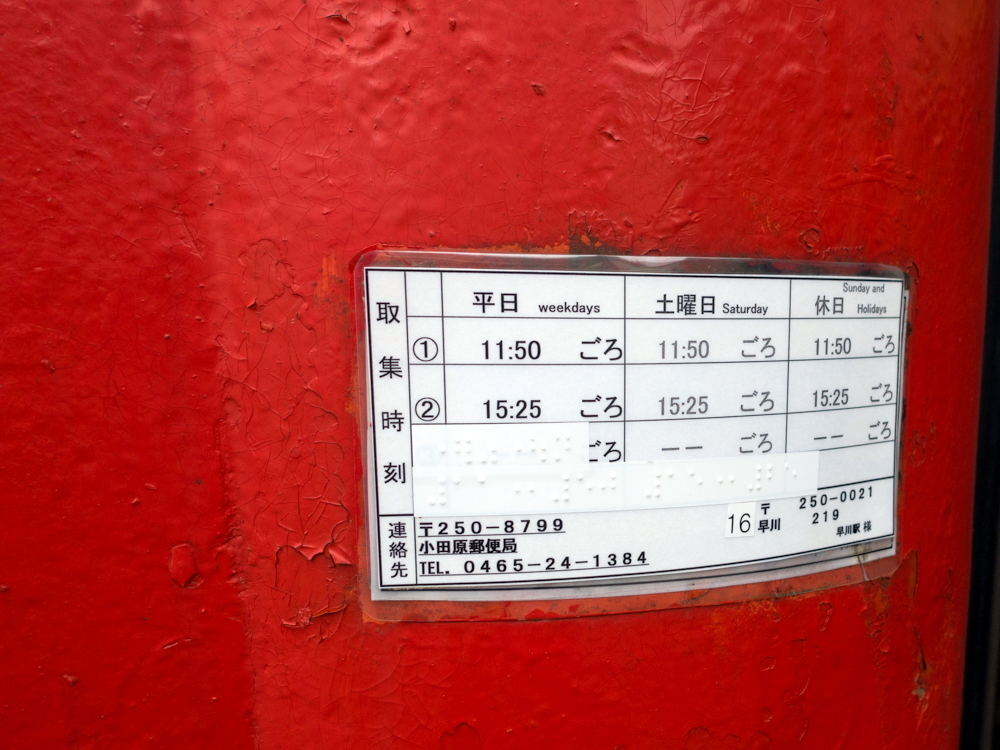 取集時刻
平日 weekdays 土曜日 Saturday 休日 Sunday and Holidays
① 11:50 ごろ 11:50 ごろ 11:50 ごろ
② 15:25 ごろ 15:25 ごろ 15:25 ごろ
ごろ －－ ごろ －－ ごろ
連絡先
〒250－8799
小田原郵便局
TEL. 0465－24－1384
16 〒 250-0021
早川 219
早川駅 様